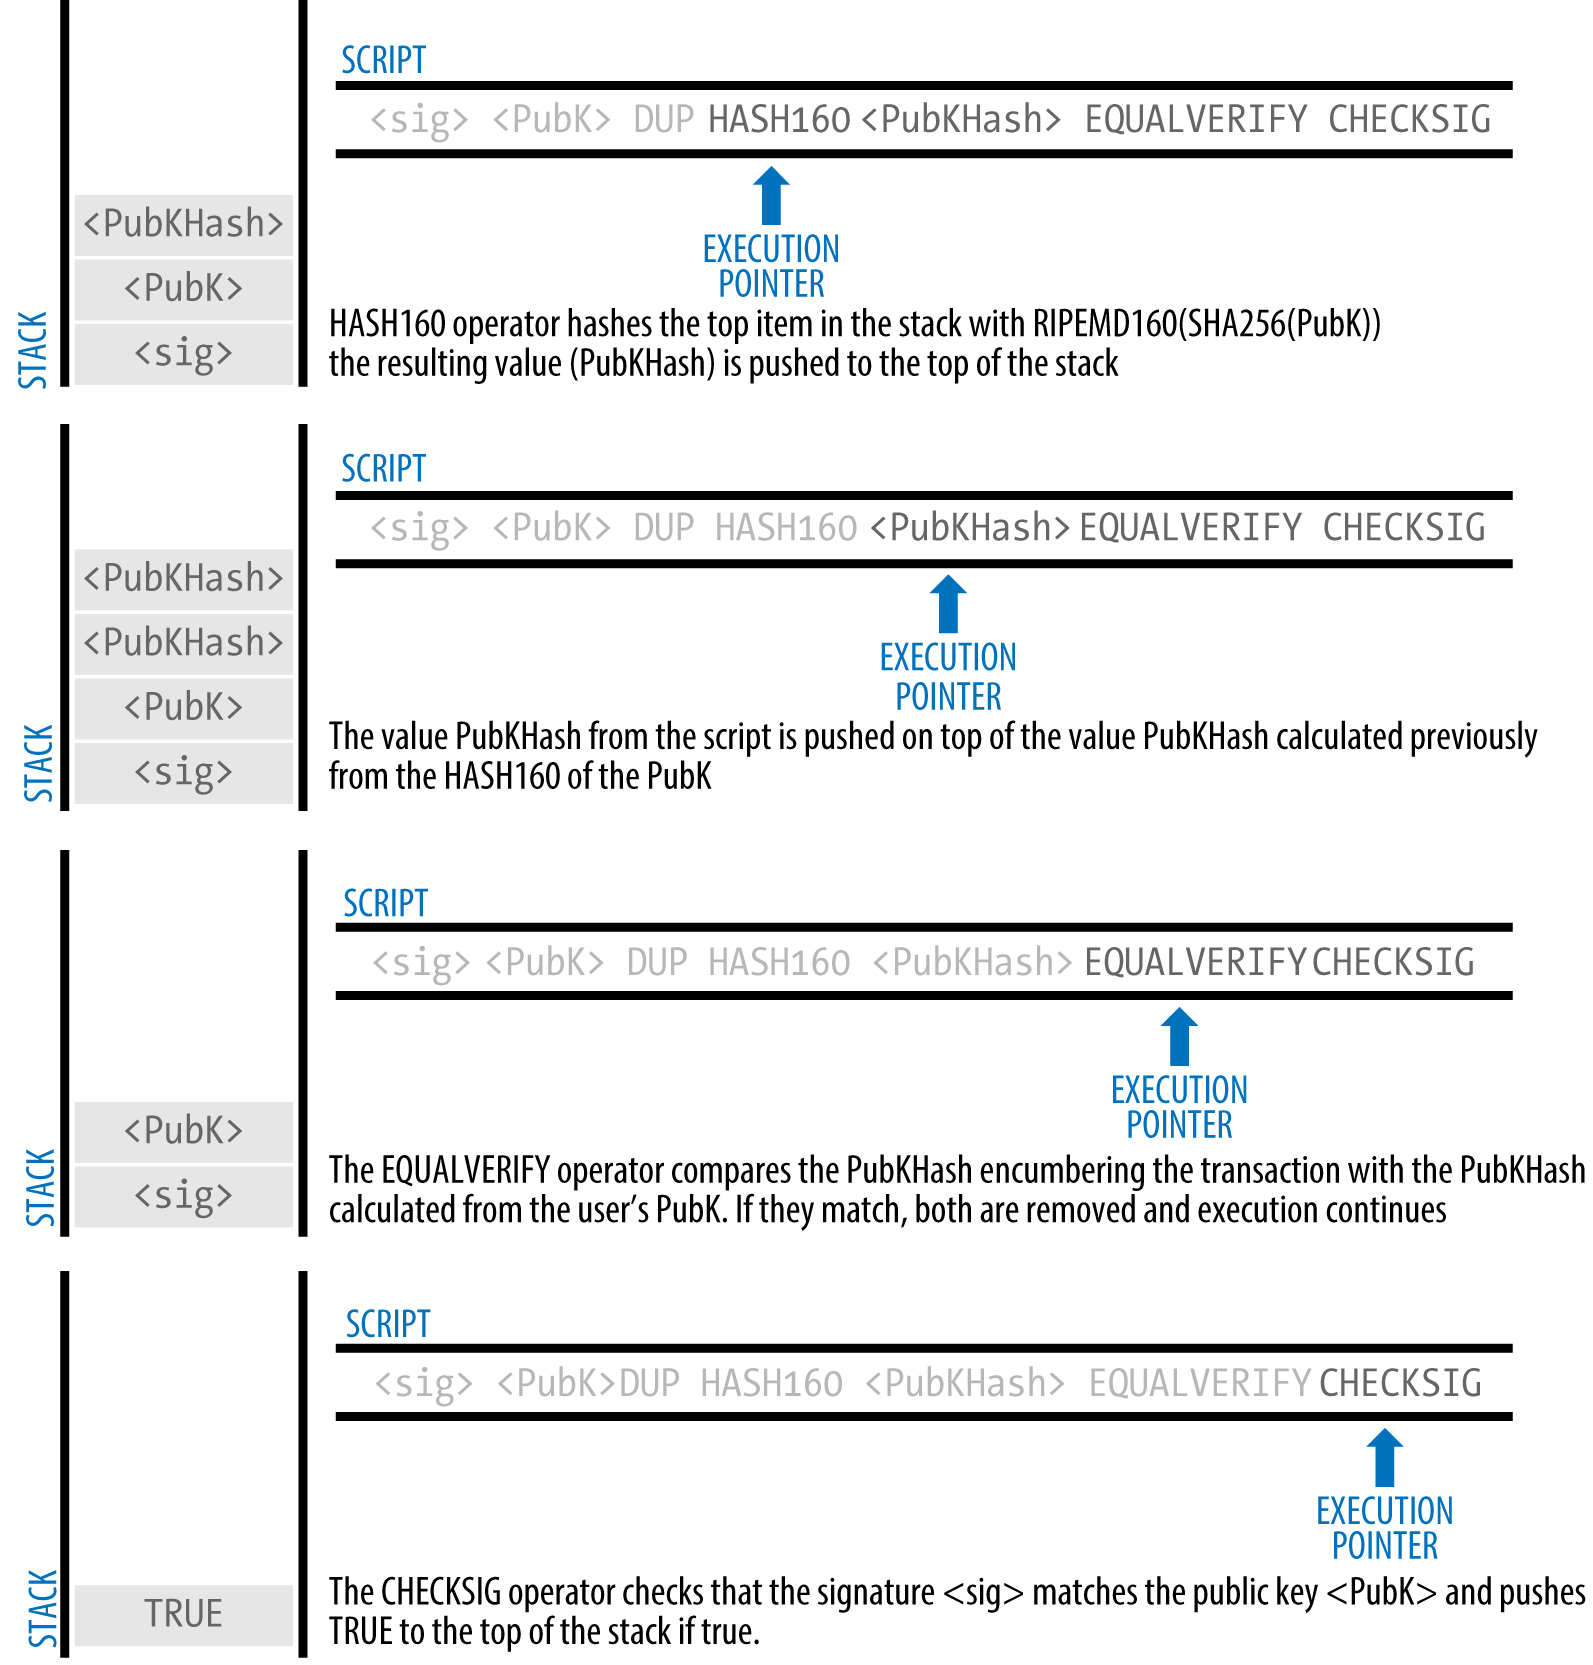 SCRIPT
<sig> <PubK> DUP HASH160 <PubKHash> EQUALVERIFY CHECKSIG
EXECUTION
POINTER
<PubKHash>
<PubK>
<sig>
STACK
HASH160 operator hashes the top item in the stack with RIPEMD160(SHA256(PubK))
the resulting value (PubKHash) is pushed to the top of the stack
SCRIPT
<sig> <PubK> DUP HASH160 <PubKHash> EQUALVERIFY CHECKSIG
EXECUTION
POINTER
<PubKHash>
<PubKHash>
<PubK>
<sig>
STACK
The value PubKHash from the script is pushed on top of the value PubKHash calculated previously
from the HASH160 of the PubK
SCRIPT
<sig> <PubK> DUP HASH160 <PubKHash> EQUALVERIFY CHECKSIG
EXECUTION
POINTER
<PubK>
<sig>
STACK
The EQUALVERIFY operator compares the PubKHash encumbering the transaction with the PubKHash
calculated from the user’s PubK. If they match, both are removed and execution continues
SCRIPT
<sig> <PubK> DUP HASH160 <PubKHash> EQUALVERIFY CHECKSIG
EXECUTION
POINTER
TRUE
STACK
The CHECKSIG operator checks that the signature <sig> matches the public key <PubK> and pushes
TRUE to the top of the stack if true.